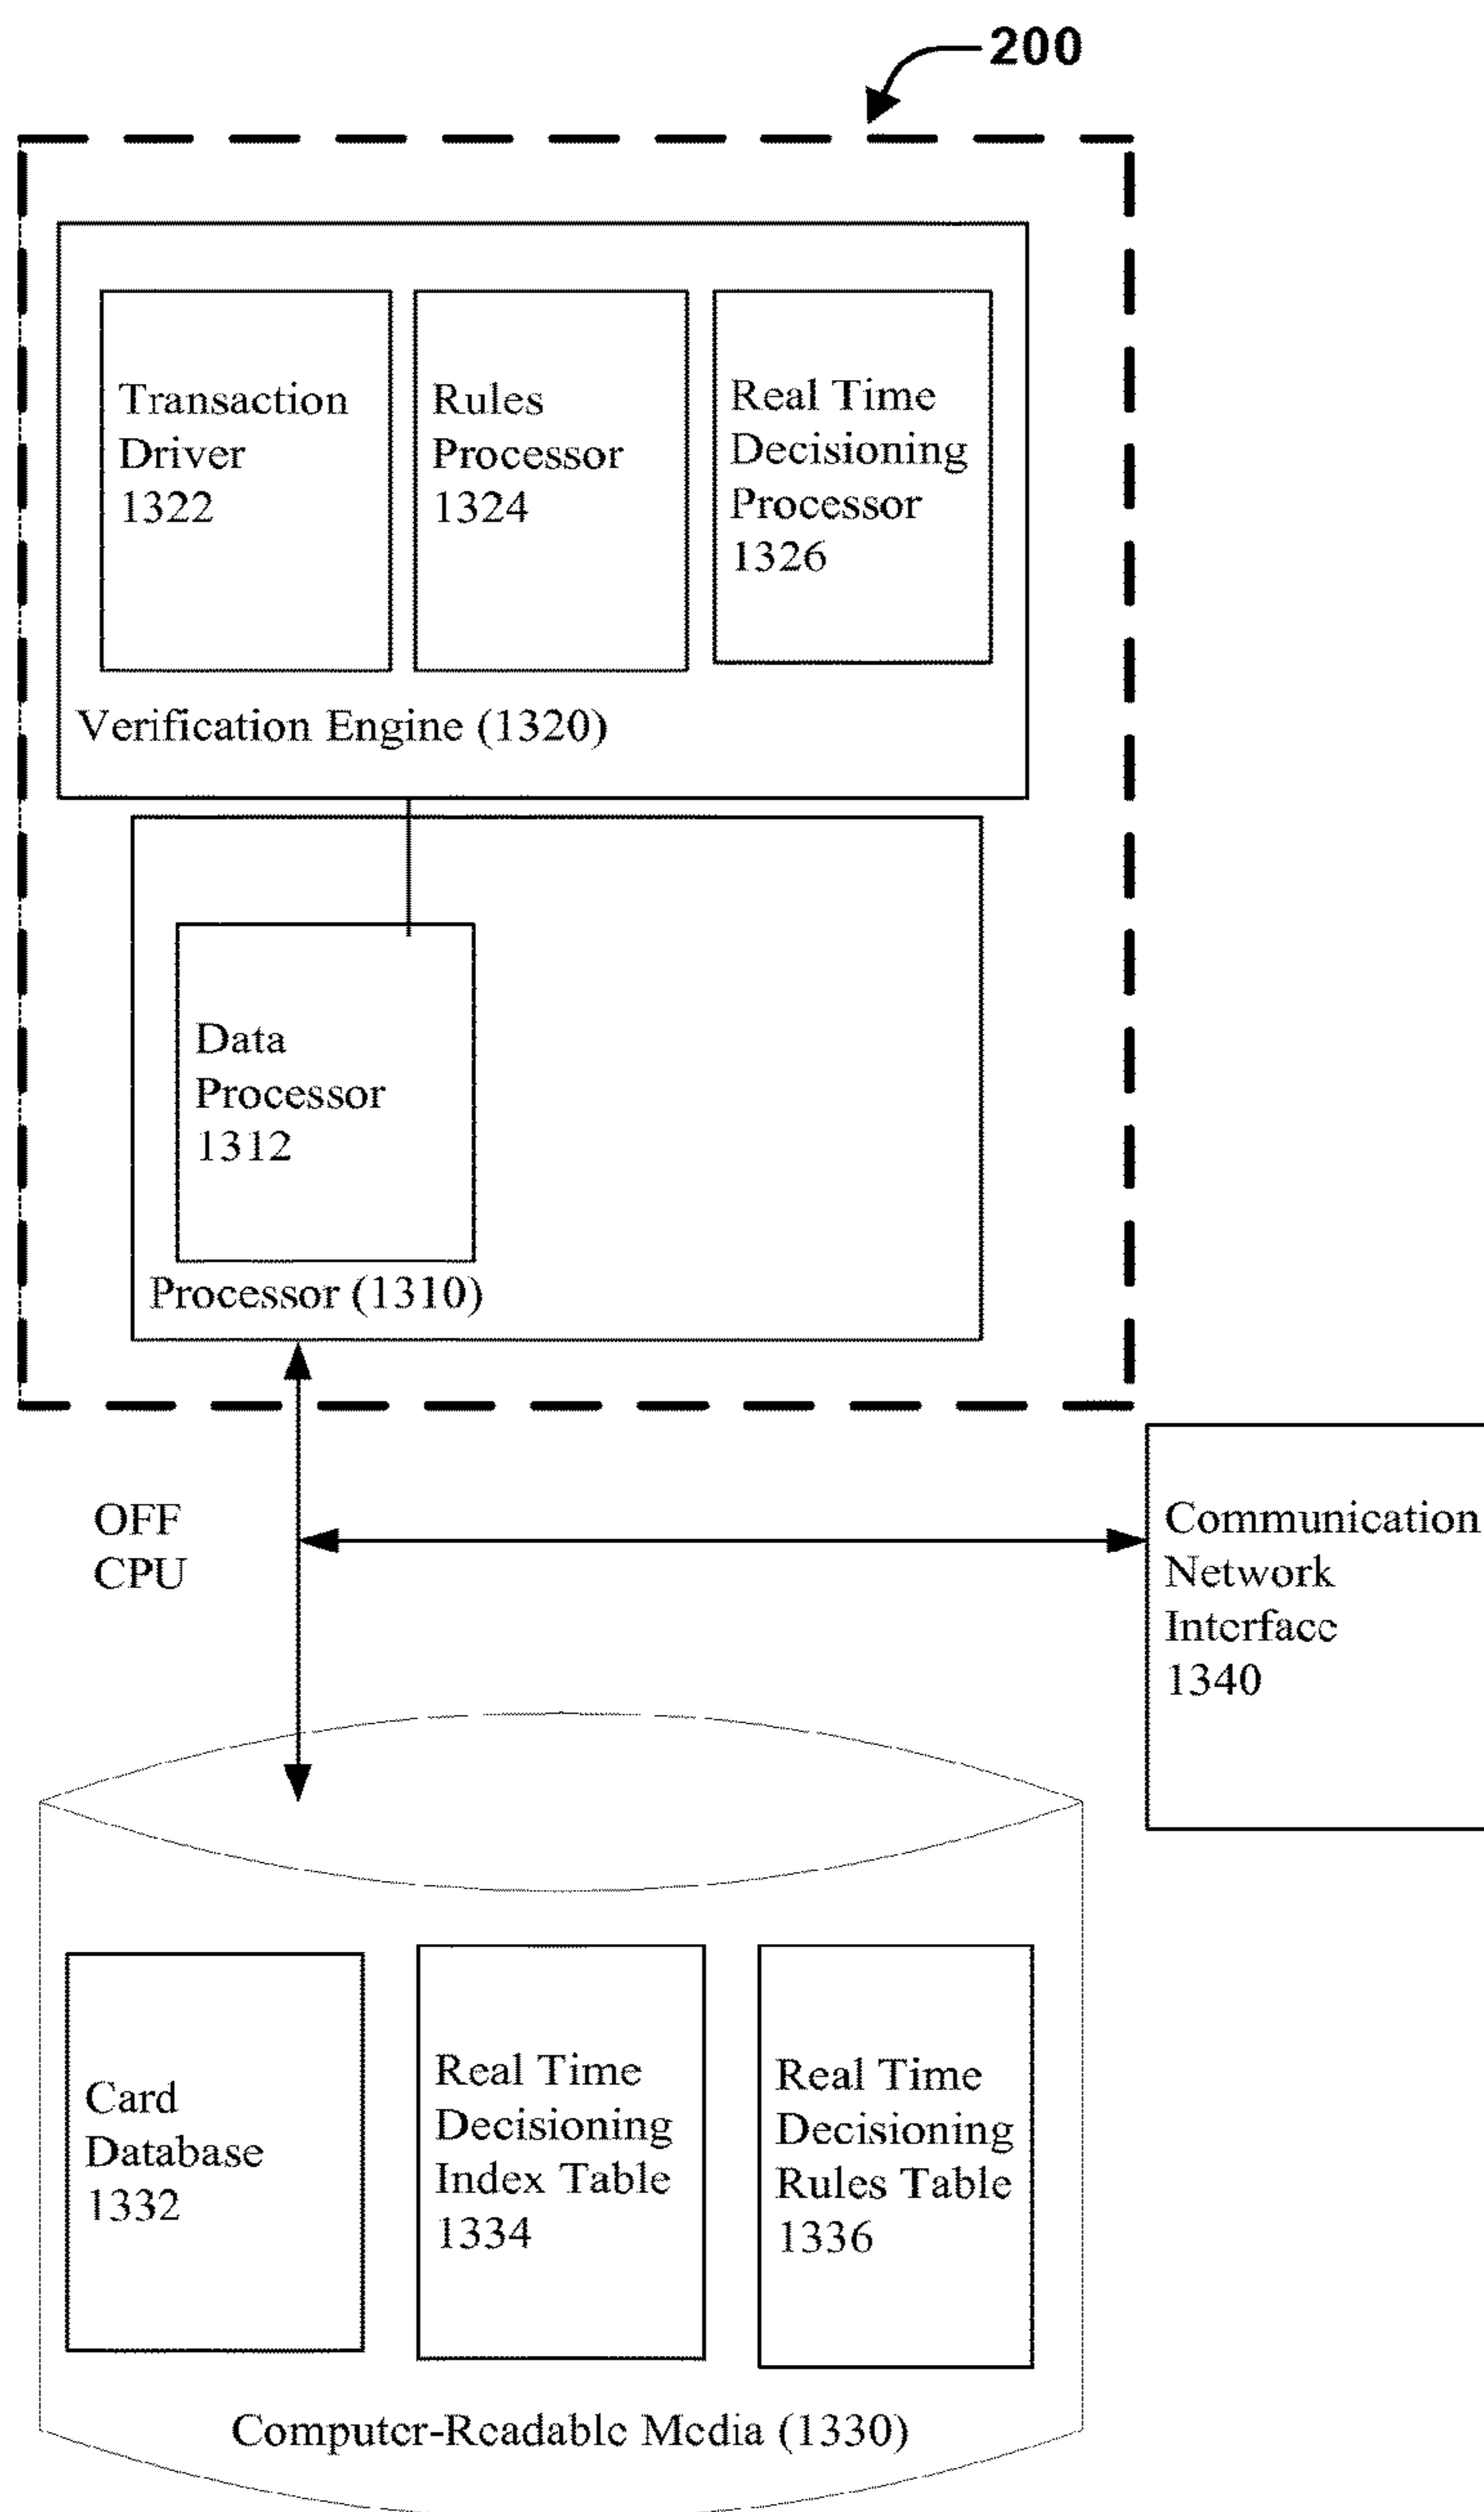 200
Transaction
Driver
1322
Rules
Processor
1324
Real Time
Decisioning
Processor
1326
Verification Engine (1320)
Data
Processor
1312
Processor (1310)
OFF
CPU
Communication
Network
Interface
1340
Card
Database
1332
Real Time
Decisioning
Index Table
1334
Real Time
Decisioning
Rules Table
1336
Computer-Readable Media (1330)